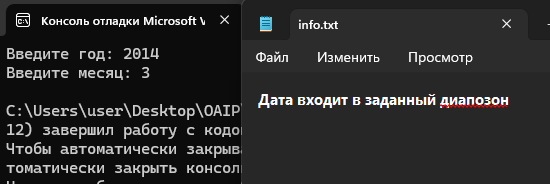 Консоль отладки Microsoft V
Введите год: 2014
Введите месяц: 3
C:\Users\user\Desktop\OAIP\
12) завершил работу с кодо
Чтобы автоматически закрыва
томатически закрыть консол
info.txt
Файл Изменить Просмотр
Дата входит в заданный диапозон